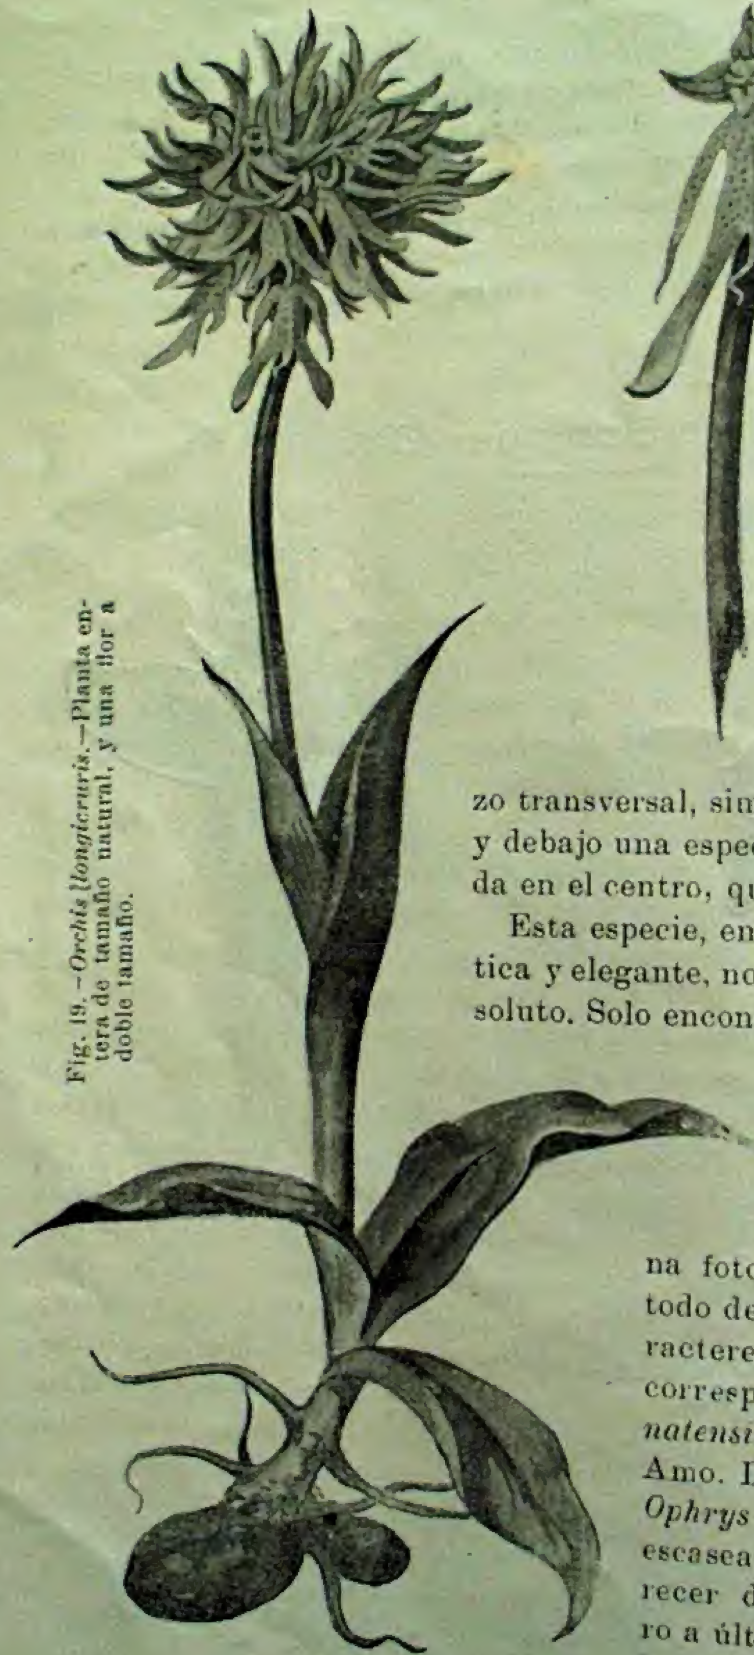 Fig. 19.—Orchis longicruris.—Planta en-
tera de tamaño natural, y una flor a
doble tamaño.
zo transversal, sin
y debajo una espec
da en el centro, qu
Esta especie, en
tica y elegante, no
soluto. Solo encon
na foto
todo de
ractere
corresp
natensi
Amo. L
Ophrys
escasea
recer d
ro a últ